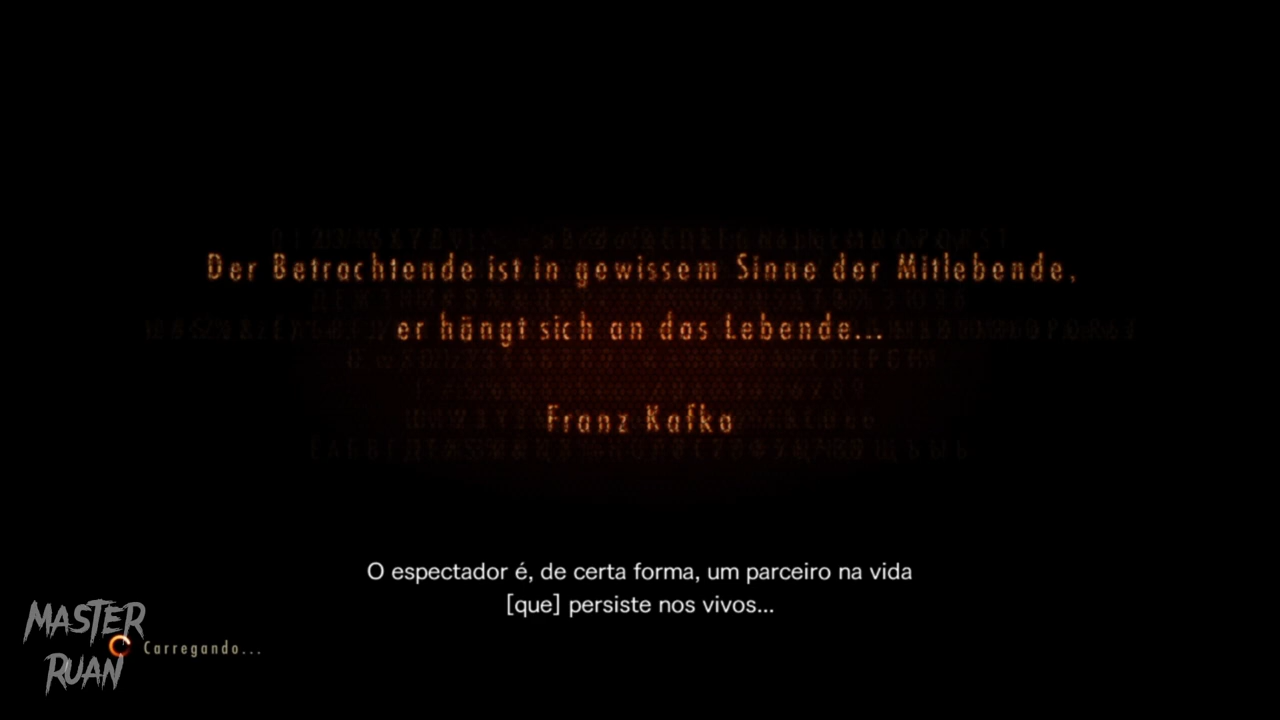 Der Betrachtende ist in gewissem Sinne der Mitlebende,
er hängt sich an das Lebende...
Franz Kafka
O espectador é, de certa forma, um parceiro na vida
[que] persiste nos vivos...
MASTER
Carregando...
RUAN